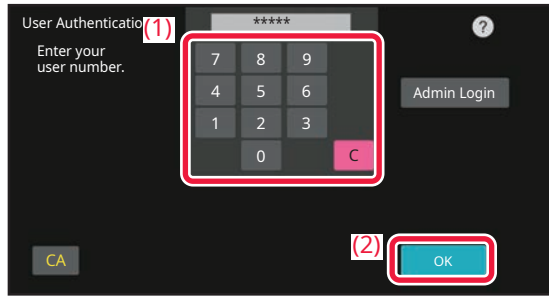 User Authentication
(1)
*****
?
Enter your
user number.
7 8 9
4 5 6
Admin Login
1 2 3
0 C
(2)
CA
OK